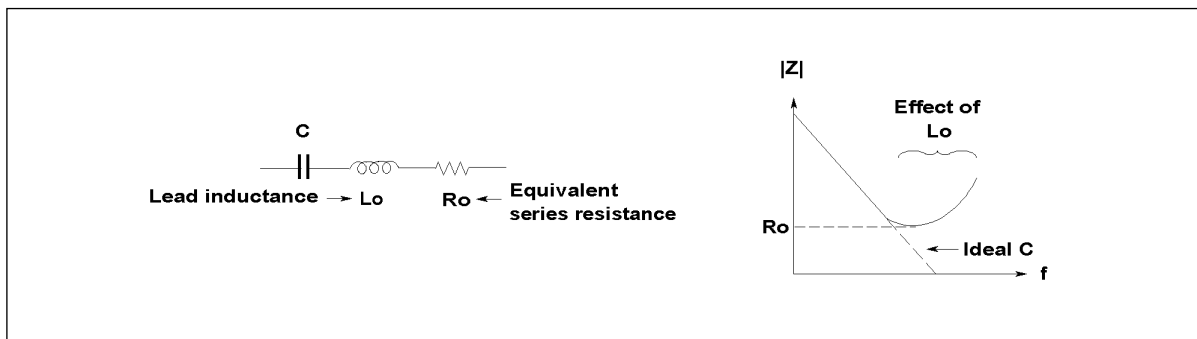 C
Lead inductance
Lo
Ro
Equivalent
series resistance
|Z|
Effect of
Lo
Ro
Ideal C
f